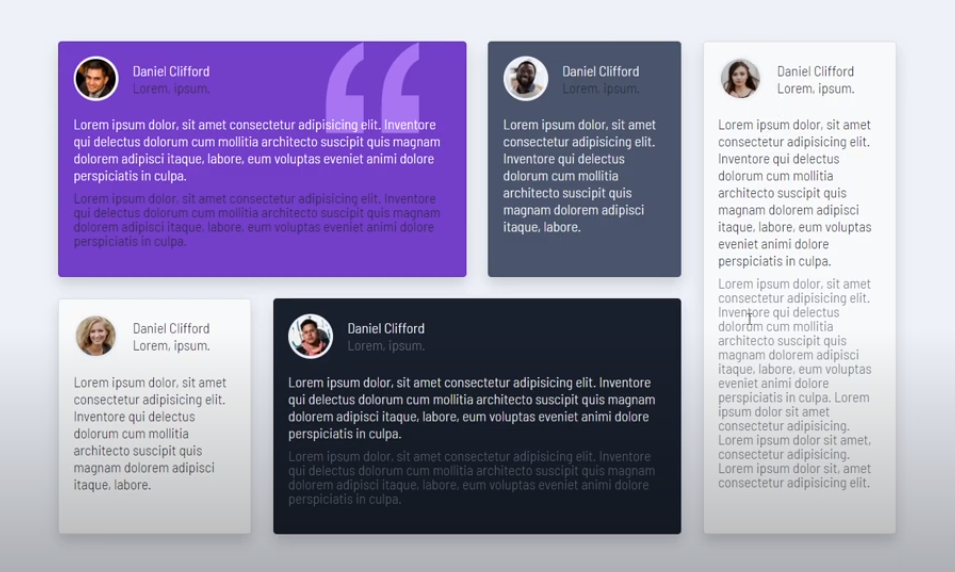 Daniel Clifford
Lorem, ipsum.
Lorem ipsum dolor, sit amet consectetur adipisicing elit. Inventore
qui delectus dolorum cum mollitia architecto suscipit quis magnam
dolorem adipisci itaque, labore, eum voluptas eveniet animi dolore
perspiciatis in culpa.
Lorem ipsum dolor, sit amet consectetur adipisicing elit. Inventore
qui delectus dolorum cum mollitia architecto suscipit quis magnam
dolorem adipisci itaque, labore, eum voluptas eveniet animi dolore
perspiciatis in culpa.
Daniel Clifford
Lorem, ipsum.
Lorem ipsum dolor, sit amet
consectetur adipisicing elit.
Inventore qui delectus
dolorum cum mollitia
architecto suscipit quis
magnam dolorem adipisci
itaque, labore.
Daniel Clifford
Lorem, ipsum.
Lorem ipsum dolor, sit amet
consectetur adipisicing elit.
Inventore qui delectus
dolorum cum mollitia
architecto suscipit quis
magnam dolorem adipisci
itaque, labore, eum voluptas
eveniet animi dolore
perspiciatis in culpa.
Lorem ipsum dolor, sit amet
consectetur adipisicing elit.
Inventore qui delectus
dolorum cum mollitia
architecto suscipit quis
magnam dolorem adipisci
itaque, labore, eum voluptas
eveniet animi dolore
perspiciatis in culpa. Lorem
ipsum dolor sit amet
consectetur adipisicing.
Lorem ipsum dolor sit amet,
consectetur adipisicing.
Lorem ipsum dolor sit, amet
consectetur adipisicing elit.
Daniel Clifford
Lorem, ipsum.
Lorem ipsum dolor, sit amet
consectetur adipisicing elit.
Inventore qui delectus
dolorum cum mollitia
architecto suscipit quis
magnam dolorem adipisci
itaque, labore.
Daniel Clifford
Lorem, ipsum.
Lorem ipsum dolor, sit amet consectetur adipisicing elit. Inventore
qui delectus dolorum cum mollitia architecto suscipit quis magnam
dolorem adipisci itaque, labore, eum voluptas eveniet animi dolore
perspiciatis in culpa.
Lorem ipsum dolor, sit amet consectetur adipisicing elit. Inventore
qui delectus dolorum cum mollitia architecto suscipit quis magnam
dolorem adipisci itaque, labore, eum voluptas eveniet animi dolore
perspiciatis in culpa.